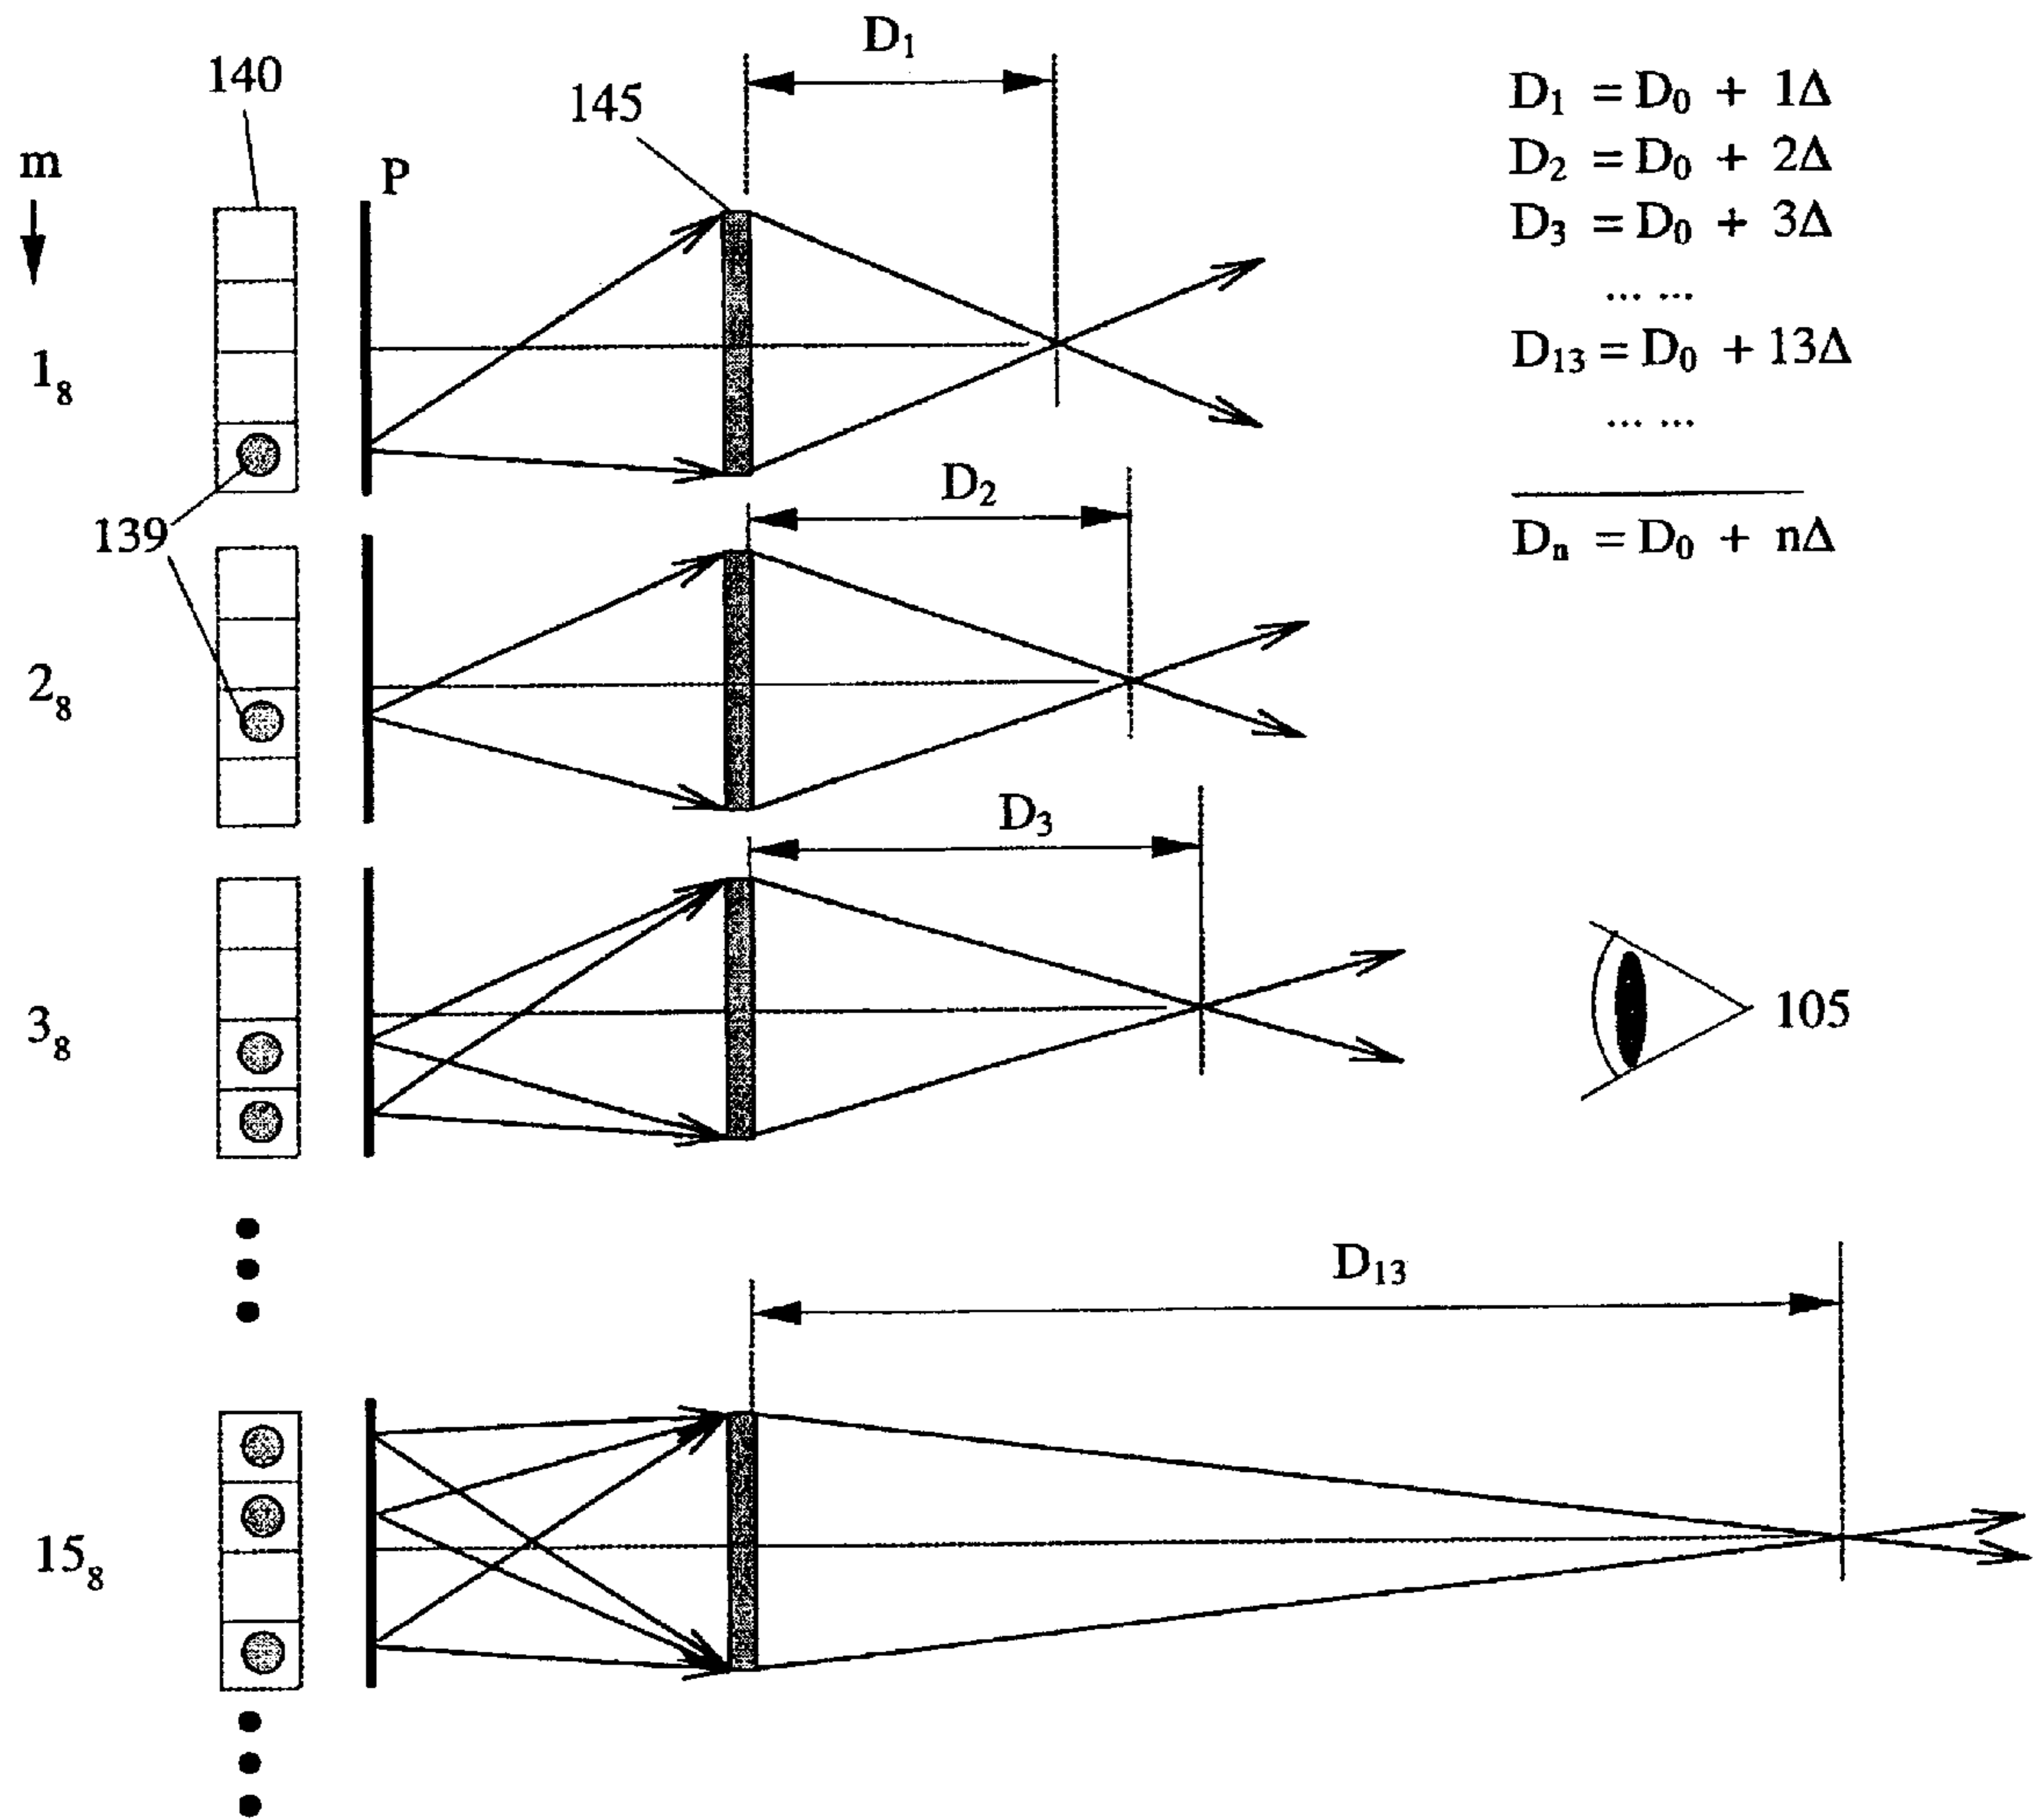 140
m
145
P
D₁
1₈
139
D₁ = D₀ + 1Δ
D₂ = D₀ + 2Δ
D₃ = D₀ + 3Δ
... ...
D₁₃ = D₀ + 13Δ
... ...
Dₙ = D₀ + nΔ
D₂
2₈
D₃
3₈
105
D₁₃
15₈